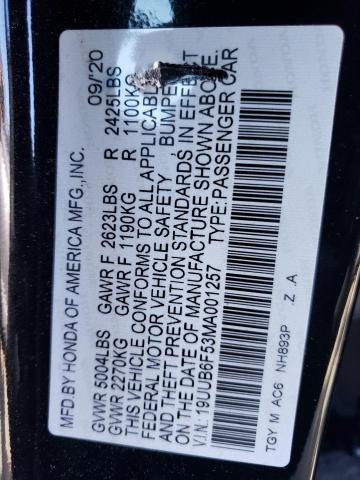 MFD.BY HONDA OF AMERICA MFG.,INC. 09/'20
GVWR 5004LBS GAWR F 2623LBS R 2425LBS
GVWR 2270KG GAWR F 1190KG R 1100KG
THIS VEHICLE CONFORMS TO ALL APPLICABLE
FEDERAL MOTOR VEHICLE SAFETY BUMPER
AND THEFT PREVENTION STANDARDS IN EFFECT
ON THE DATE OF MANUFACTURE SHOWN ABOVE.
V.I.N: 19UUB6F53MA001257 TYPE:PASSENGER CAR
TGY M AC6 NH893P Z .A